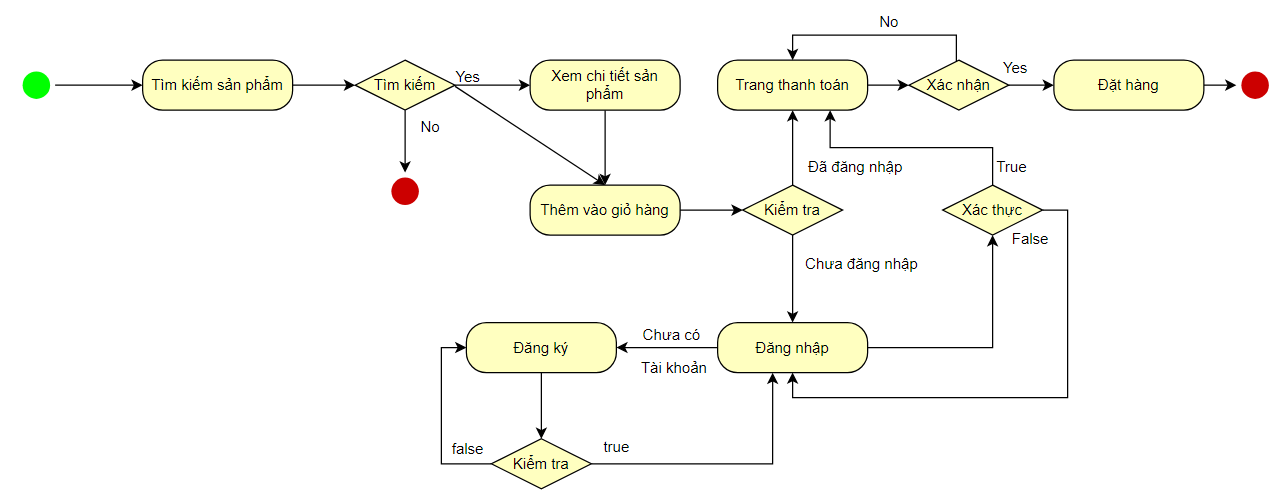 No
Tìm kiếm sản phẩm
Tìm kiếm
Yes
Xem chi tiết sản
phẩm
Trang thanh toán
Xác nhận
Yes
Đặt hàng
No
Đã đăng nhập
True
Thêm vào giỏ hàng
Kiểm tra
Xác thực
False
Chưa đăng nhập
Đăng ký
Chưa có
Tài khoản
Đăng nhập
false
Kiểm tra
true